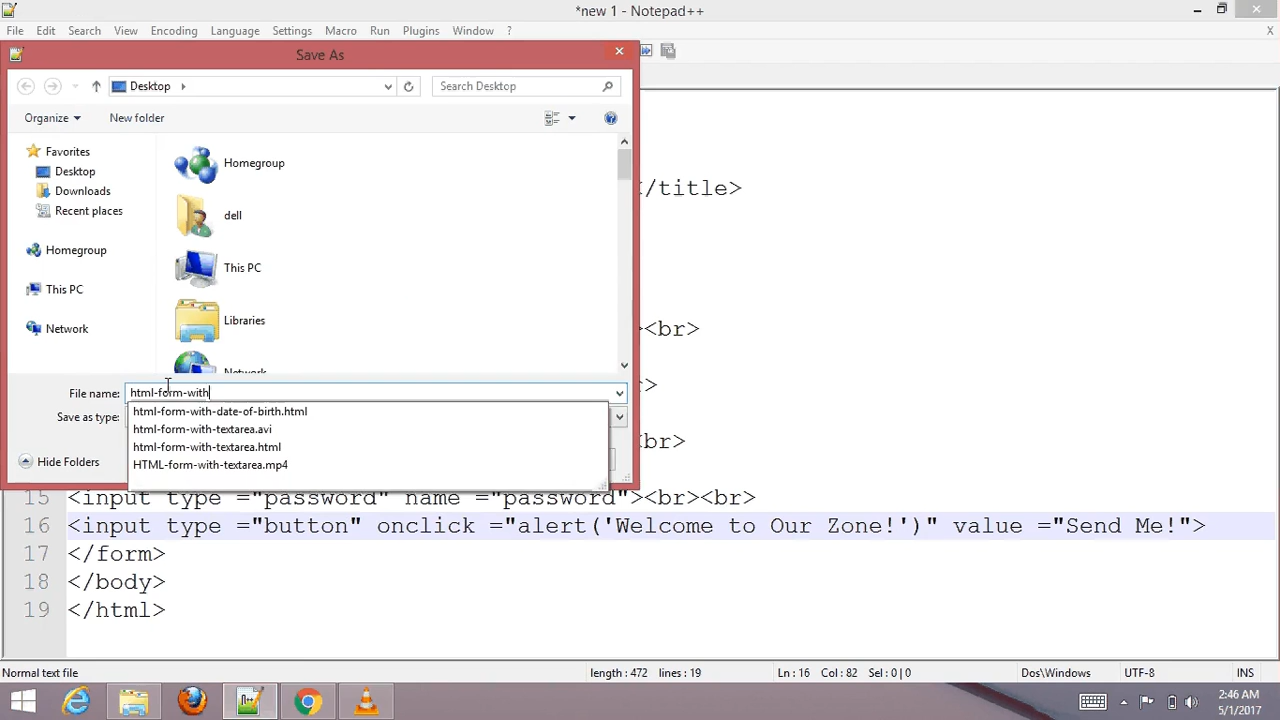 *new 1 - Notepad++
File Edit Search View Encoding Language Settings Macro Run Plugins Window ? X
Save As
Desktop
Search Desktop
Organize New folder
Favorites
Desktop
Downloads
Recent places
Homegroup
This PC
Network
Homegroup
dell
This PC
Libraries
Network
File name: html-form-with
Save as type:
html-form-with-date-of-birth.html
html-form-with-textarea.avi
html-form-with-textarea.html
HTML-form-with-textarea.mp4
Hide Folders
/title>
><br>
r>
<br>
15 <input type ="password" name ="password"><br><br>
16 <input type ="button" onclick ="alert('Welcome to Our Zone!')" value ="Send Me!">
17 </form>
18 </body>
19 </html>
Normal text file length : 472 lines : 19 Ln : 16 Col : 82 Sel : 0 | 0 Dos\Windows UTF-8 INS
2:46 AM
5/1/2017